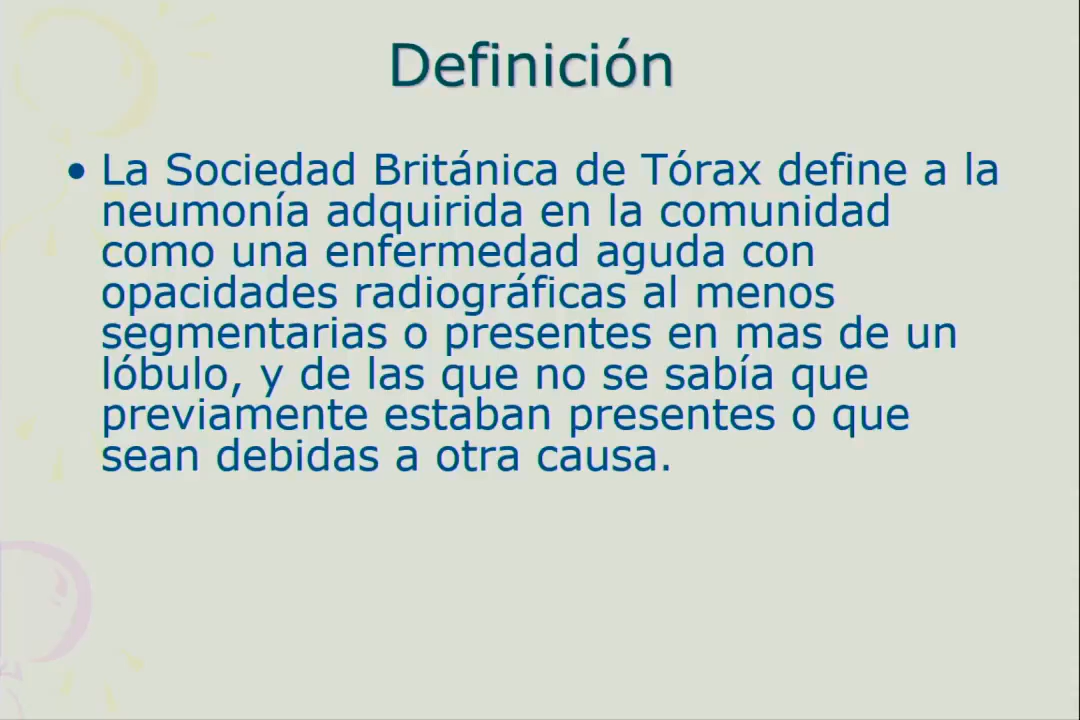 Definición
• La Sociedad Británica de Tórax define a la
neumonía adquirida en la comunidad
como una enfermedad aguda con
opacidades radiográficas al menos
segmentarias o presentes en mas de un
lóbulo, y de las que no se sabía que
previamente estaban presentes o que
sean debidas a otra causa.